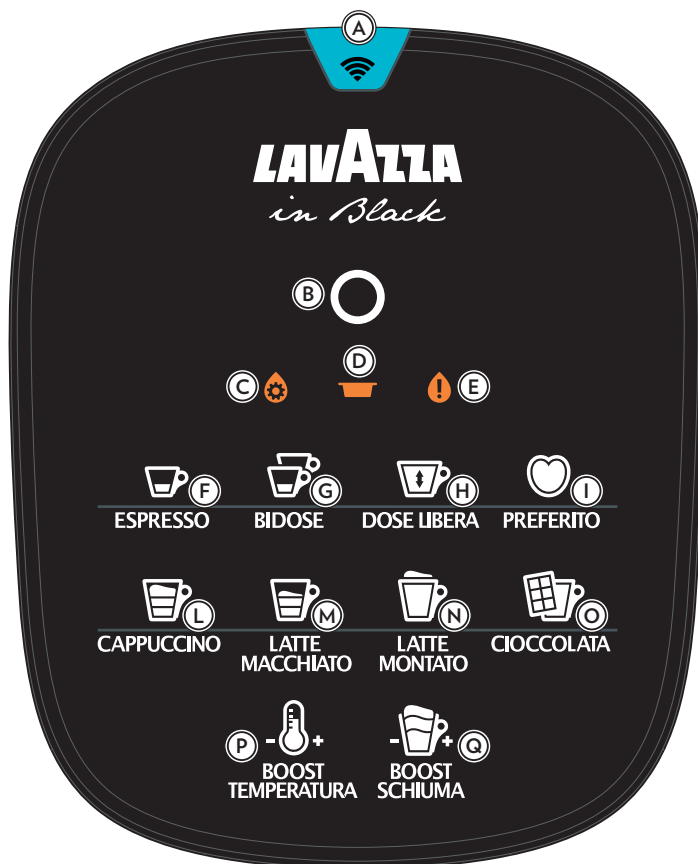 A
LAVAZZA
in Black
B
D
C
E
F
G
H
I
ESPRESSO
BIDOSE
DOSE LIBERA
PREFERITO
L
M
N
O
CAPPUCCINO
LATTE
MACCHIATO
LATTE
MONTATO
CIOCCOLATA
P
- +
BOOST
TEMPERATURA
- +
Q
BOOST
SCHIUMA